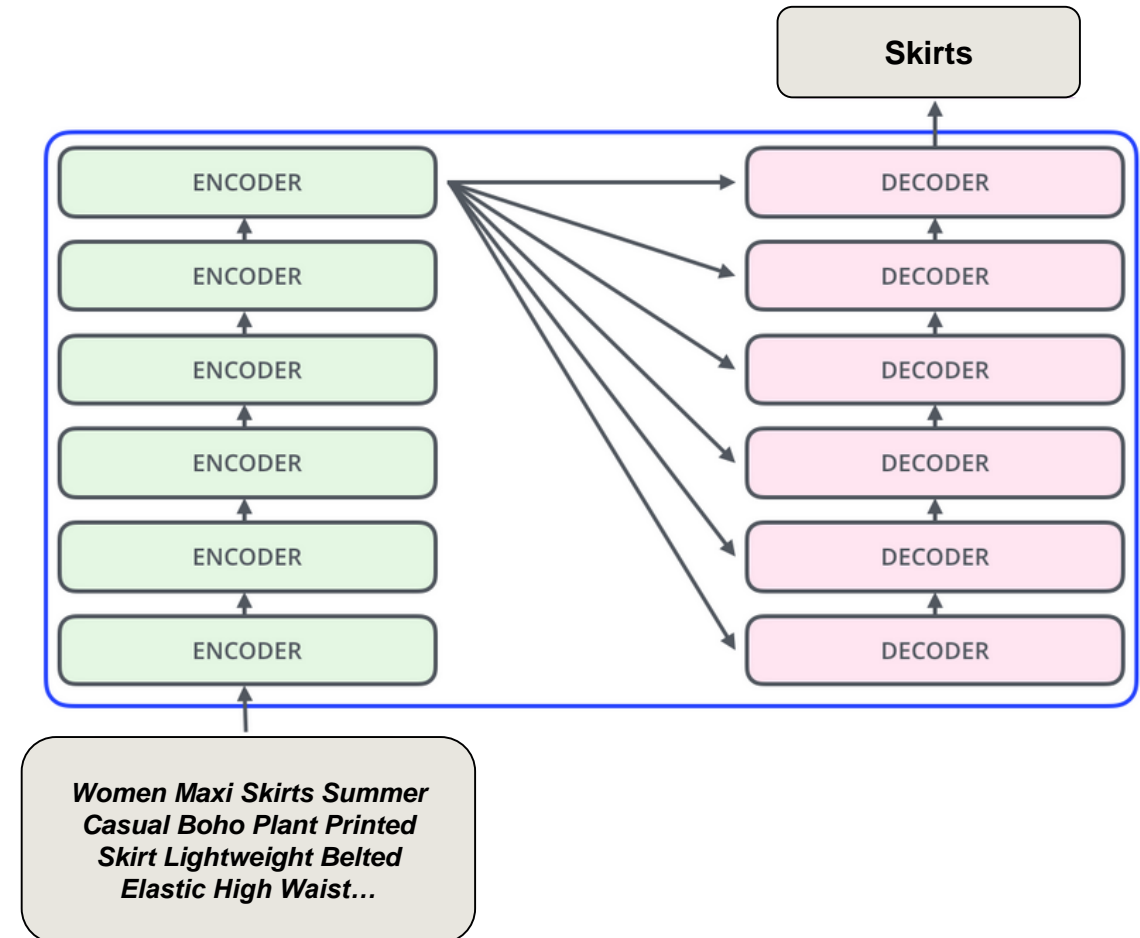 Skirts
ENCODER
ENCODER
ENCODER
ENCODER
ENCODER
ENCODER
DECODER
DECODER
DECODER
DECODER
DECODER
DECODER
Women Maxi Skirts Summer
Casual Boho Plant Printed
Skirt Lightweight Belted
Elastic High Waist…